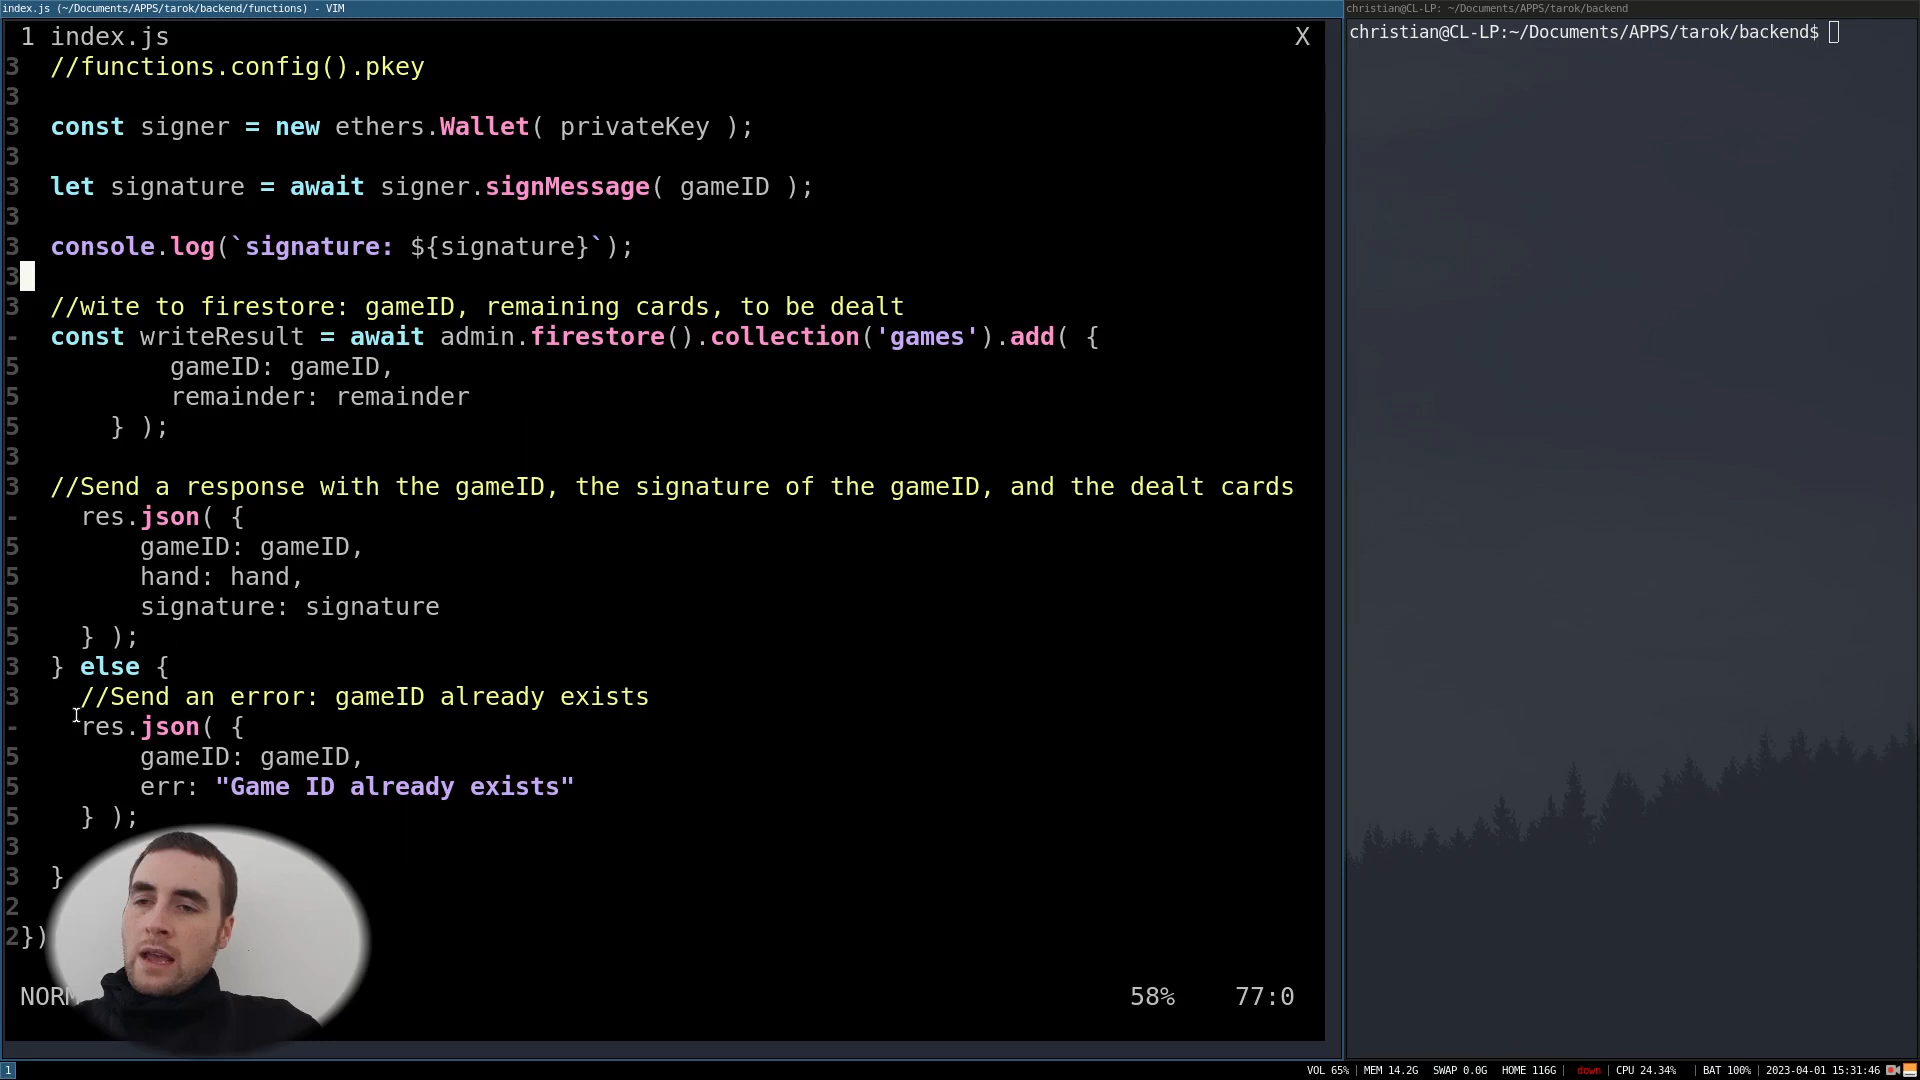 index.js (~/Documents/APPS/tarok/backend/functions) - VIM
christian@CL-LP: ~/Documents/APPS/tarok/backend
1 index.js X
3 //functions.config().pkey
3
3 const signer = new ethers.Wallet( privateKey );
3
3 let signature = await signer.signMessage( gameID );
3
3 console.log(`signature: ${signature}`);
3
3 //wite to firestore: gameID, remaining cards, to be dealt
- const writeResult = await admin.firestore().collection('games').add( {
5 gameID: gameID,
5 remainder: remainder
5 } );
3
3 //Send a response with the gameID, the signature of the gameID, and the dealt cards
- res.json( {
5 gameID: gameID,
5 hand: hand,
5 signature: signature
5 } );
3 } else {
3 //Send an error: gameID already exists
- res.json( {
5 gameID: gameID,
5 err: "Game ID already exists"
5 } );
3
3 }
2
2})
NORM 58% 77:0
christian@CL-LP:~/Documents/APPS/tarok/backend$
1
VOL 65% | MEM 14.2G SWAP 0.0G HOME 116G | down | CPU 24.34% | BAT 100% | 2023-04-01 15:31:46